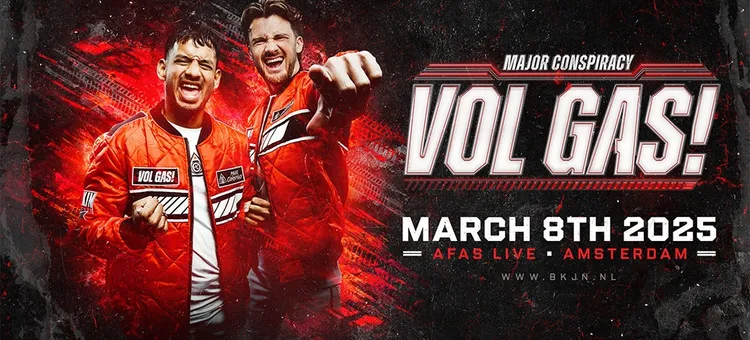 MAJOR CONSPIRACY
VOL GAS!
MARCH 8TH 2025
AFAS LIVE ▪ AMSTERDAM
WWW.BKJN.NL
VOL GAS!